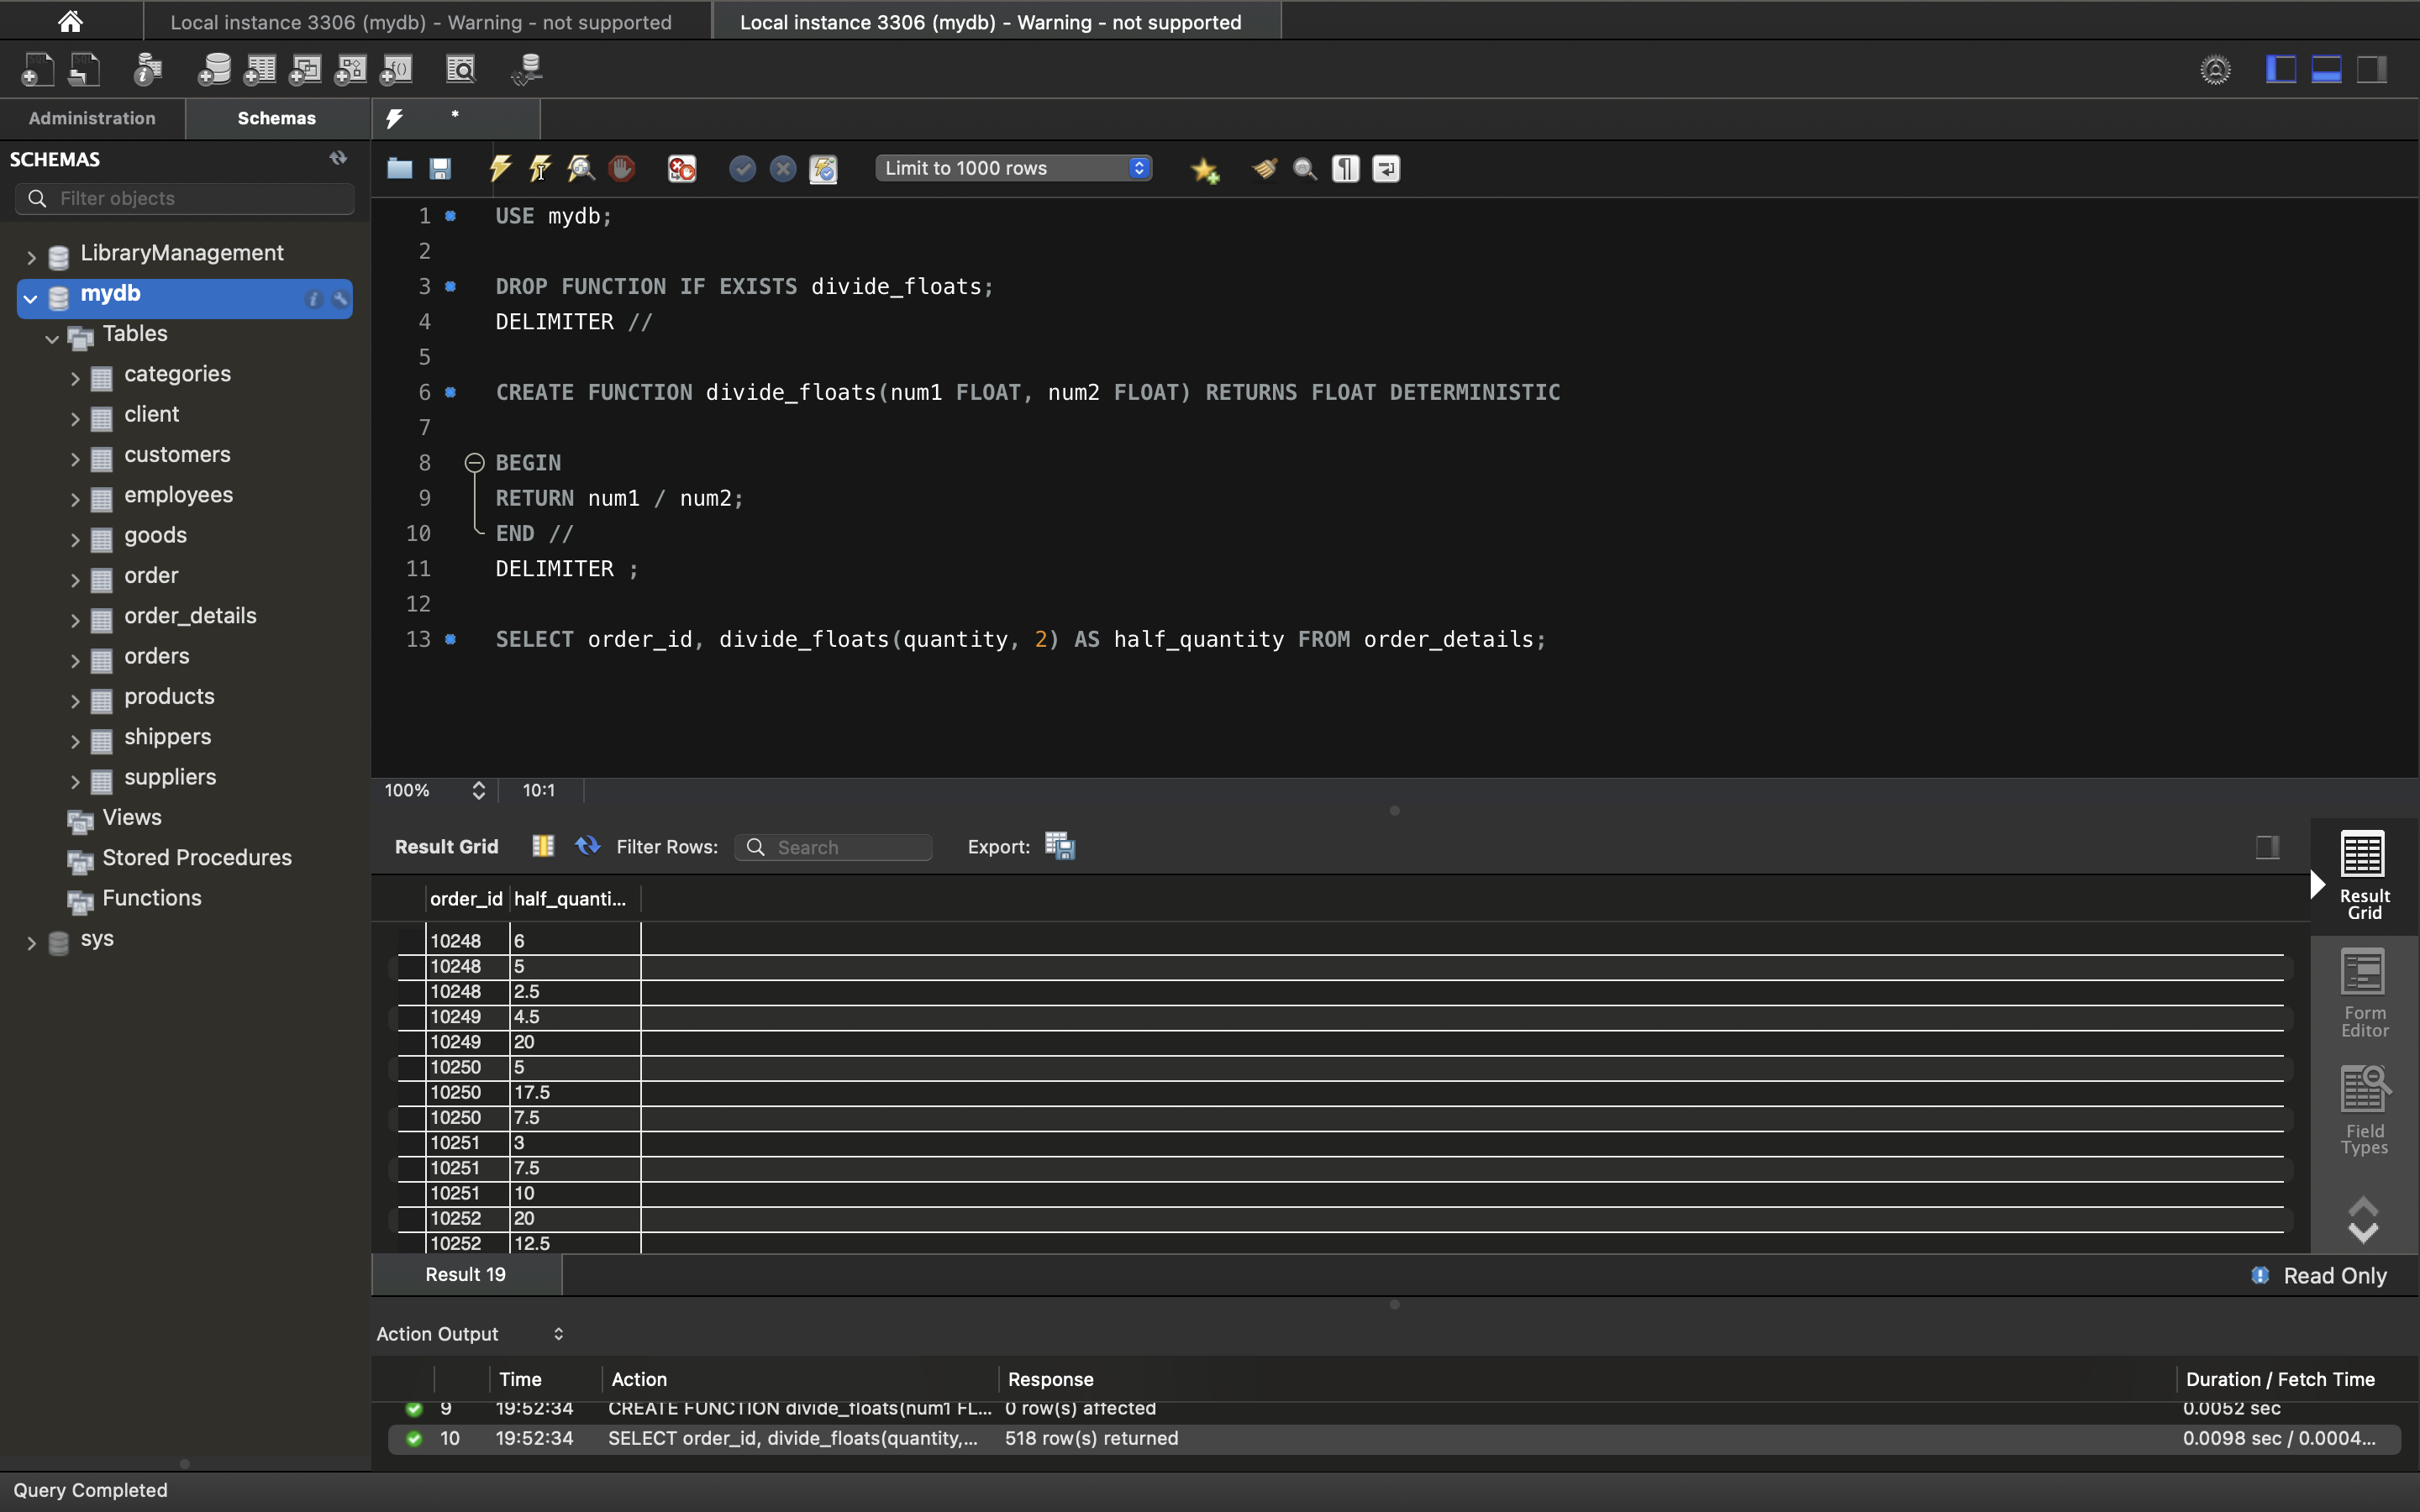 Local instance 3306 (mydb) - Warning - not supported
Local instance 3306 (mydb) - Warning - not supported
Administration
Schemas
*
SCHEMAS
Filter objects
LibraryManagement
mydb
Tables
categories
client
customers
employees
goods
order
order_details
orders
products
shippers
suppliers
Views
Stored Procedures
Functions
sys
Limit to 1000 rows
1 USE mydb;
2
3 DROP FUNCTION IF EXISTS divide_floats;
4 DELIMITER //
5
6 CREATE FUNCTION divide_floats(num1 FLOAT, num2 FLOAT) RETURNS FLOAT DETERMINISTIC
7
8 BEGIN
9 RETURN num1 / num2;
10 END //
11 DELIMITER ;
12
13 SELECT order_id, divide_floats(quantity, 2) AS half_quantity FROM order_details;
100% 10:1
Result Grid Filter Rows: Search Export:
order_id half_quanti...
10248 6
10248 5
10248 2.5
10249 4.5
10249 20
10250 5
10250 17.5
10250 7.5
10251 3
10251 7.5
10251 10
10252 20
10252 12.5
Result
Grid
Form
Editor
Field
Types
Result 19
Read Only
Action Output
Time Action Response Duration / Fetch Time
9 19:52:34 CREATE FUNCTION divide_floats(num1 FL... 0 row(s) affected 0.0052 sec
10 19:52:34 SELECT order_id, divide_floats(quantity,... 518 row(s) returned 0.0098 sec / 0.0004...
Query Completed